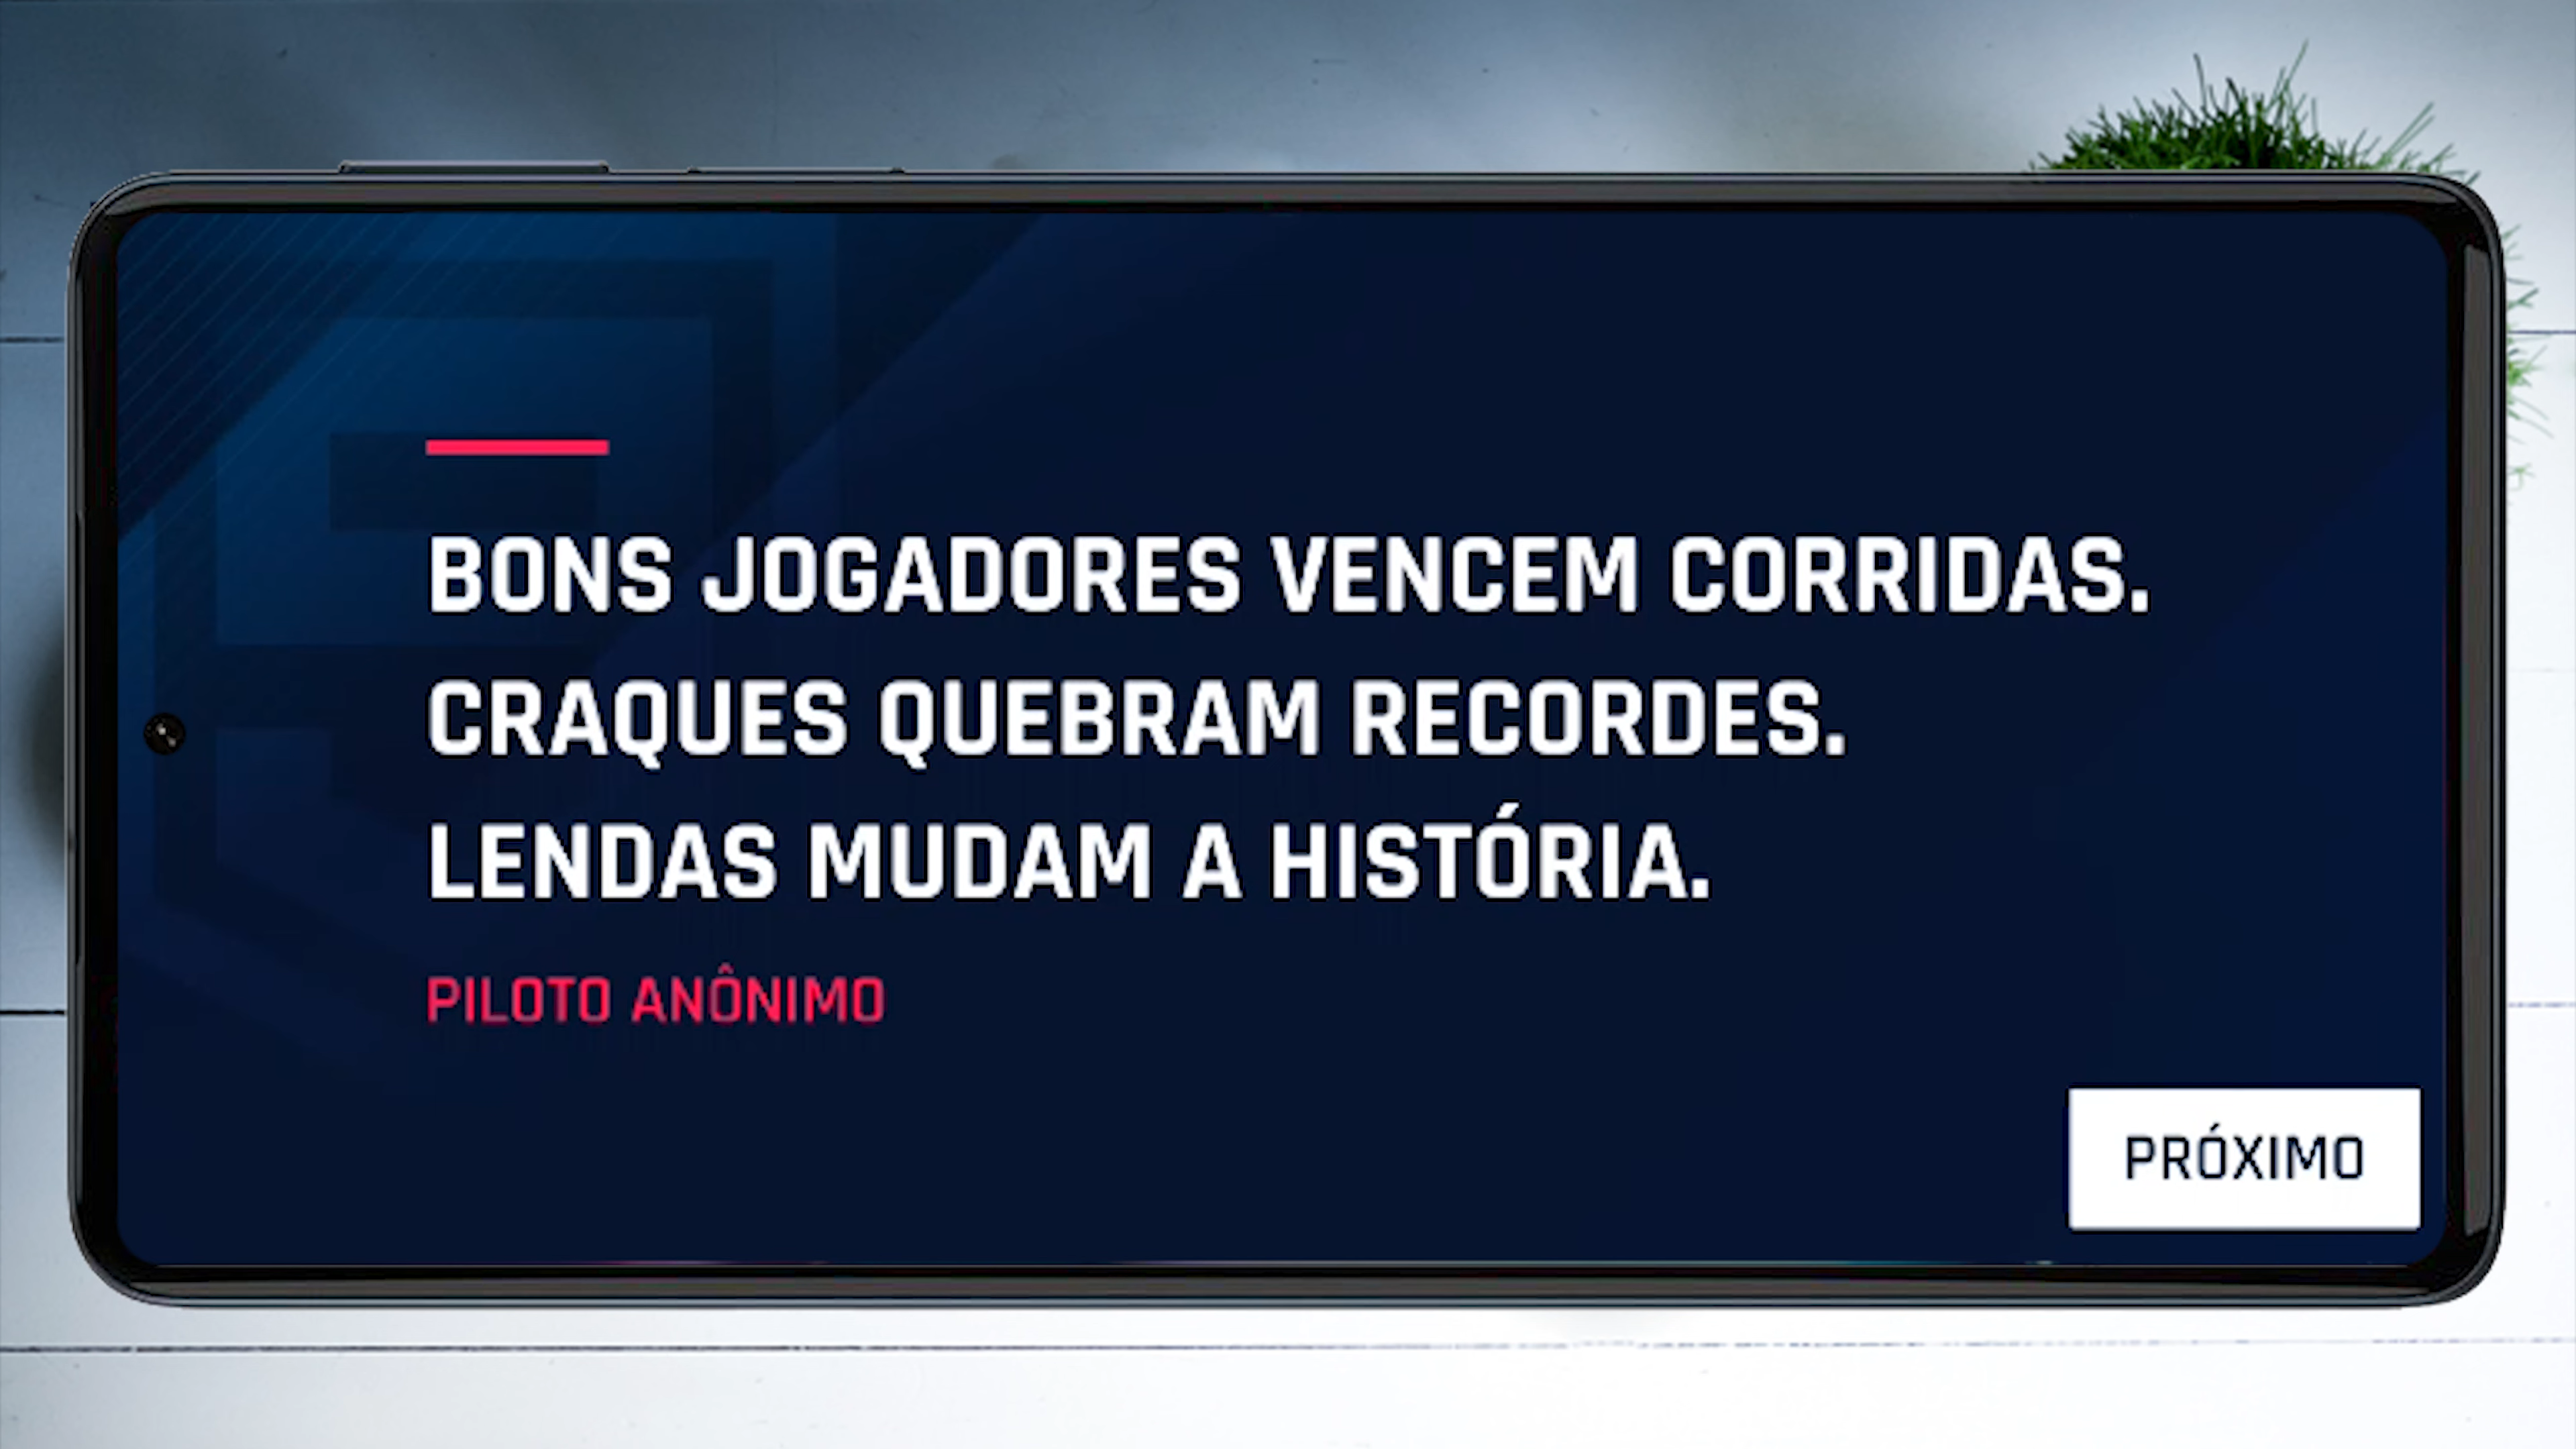 BONS JOGADORES VENCEM CORRIDAS.
CRAQUES QUEBRAM RECORDES.
LENDAS MUDAM A HISTÓRIA.
PILOTO ANÔNIMO
PRÓXIMO